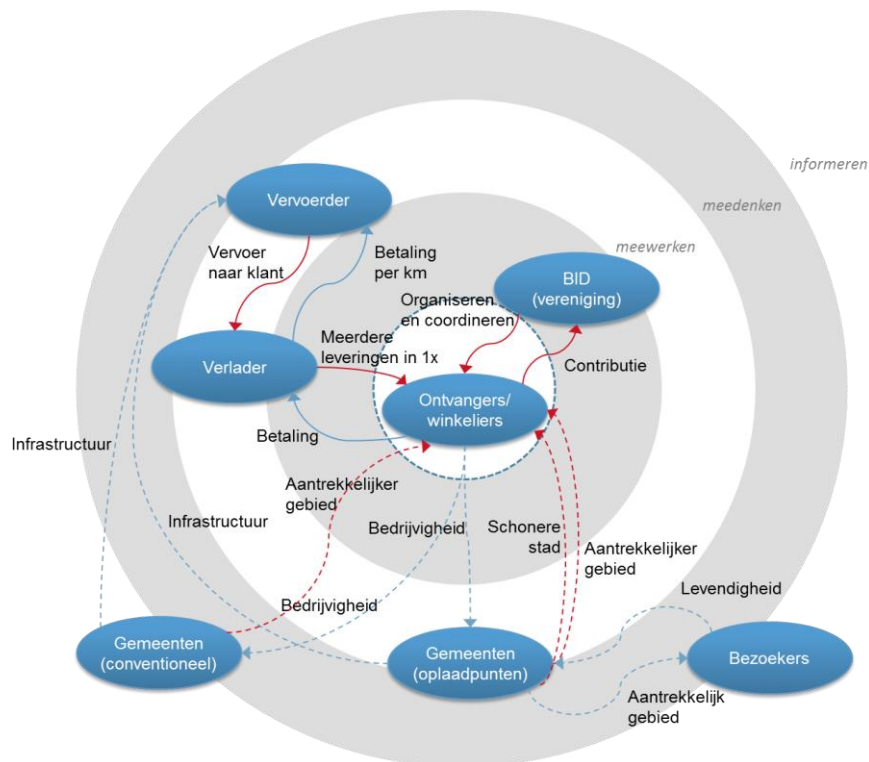 informeren
meedenken
meewerken
Vervoerder
Vervoer
naar klant
Betaling
per km
BID
(vereniging)
Organiseren
en coordineren
Meerdere
leveringen in 1x
Verlader
Contributie
Ontvangers/
winkeliers
Betaling
Infrastructuur
Aantrekkelijker
gebied
Infrastructuur
Bedrijvigheid
Schonere
stad
Aantrekkelijker
gebied
Levendigheid
Bedrijvigheid
Gemeenten
(conventioneel)
Gemeenten
(oplaadpunten)
Bezoekers
Aantrekkelijk
gebied